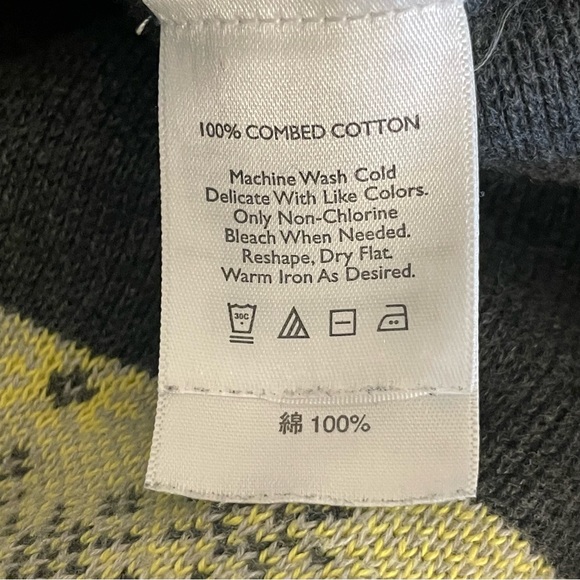 100% COMBED COTTON
Machine Wash Cold
Delicate With Like Colors.
Only Non-Chlorine
Bleach When Needed.
Reshape, Dry Flat.
Warm Iron As Desired.
30C
綿 100%